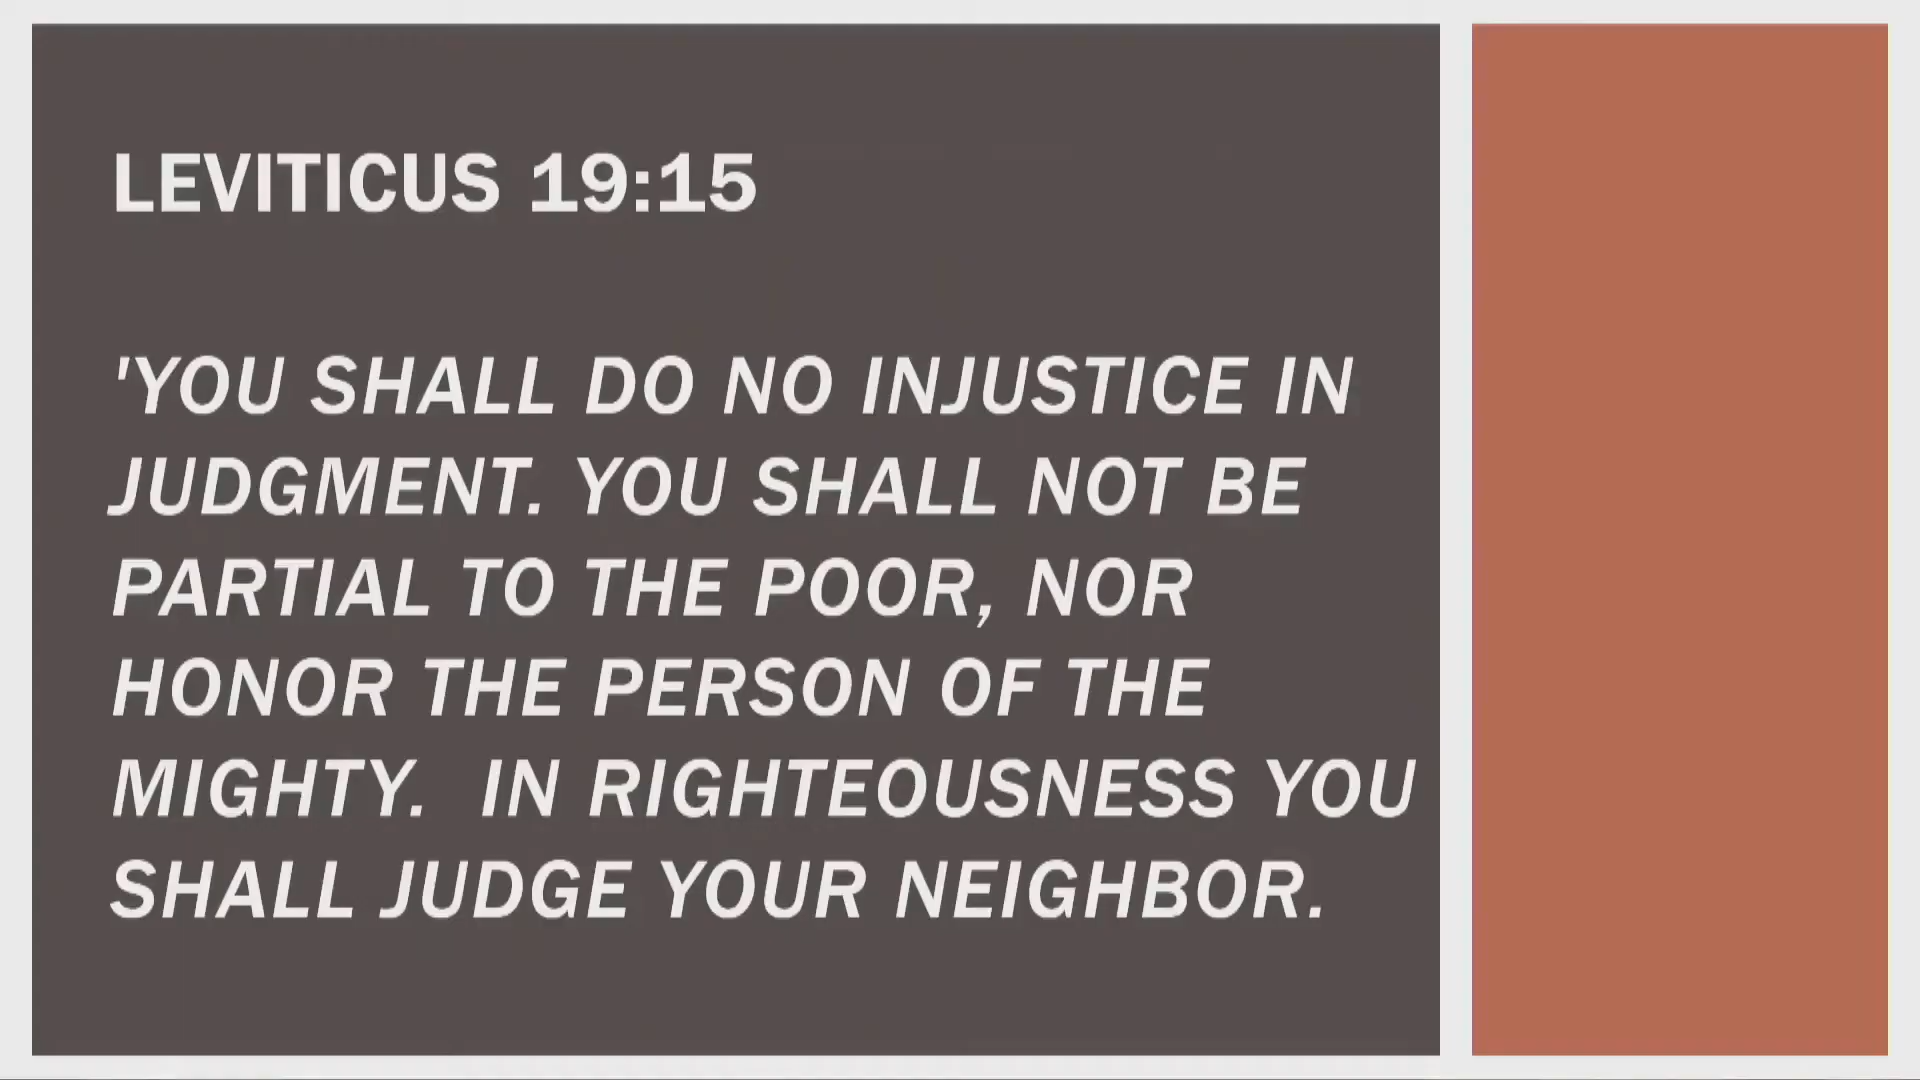 LEVITICUS 19:15
'YOU SHALL DO NO INJUSTICE IN
JUDGMENT. YOU SHALL NOT BE
PARTIAL TO THE POOR, NOR
HONOR THE PERSON OF THE
MIGHTY.  IN RIGHTEOUSNESS YOU
SHALL JUDGE YOUR NEIGHBOR.